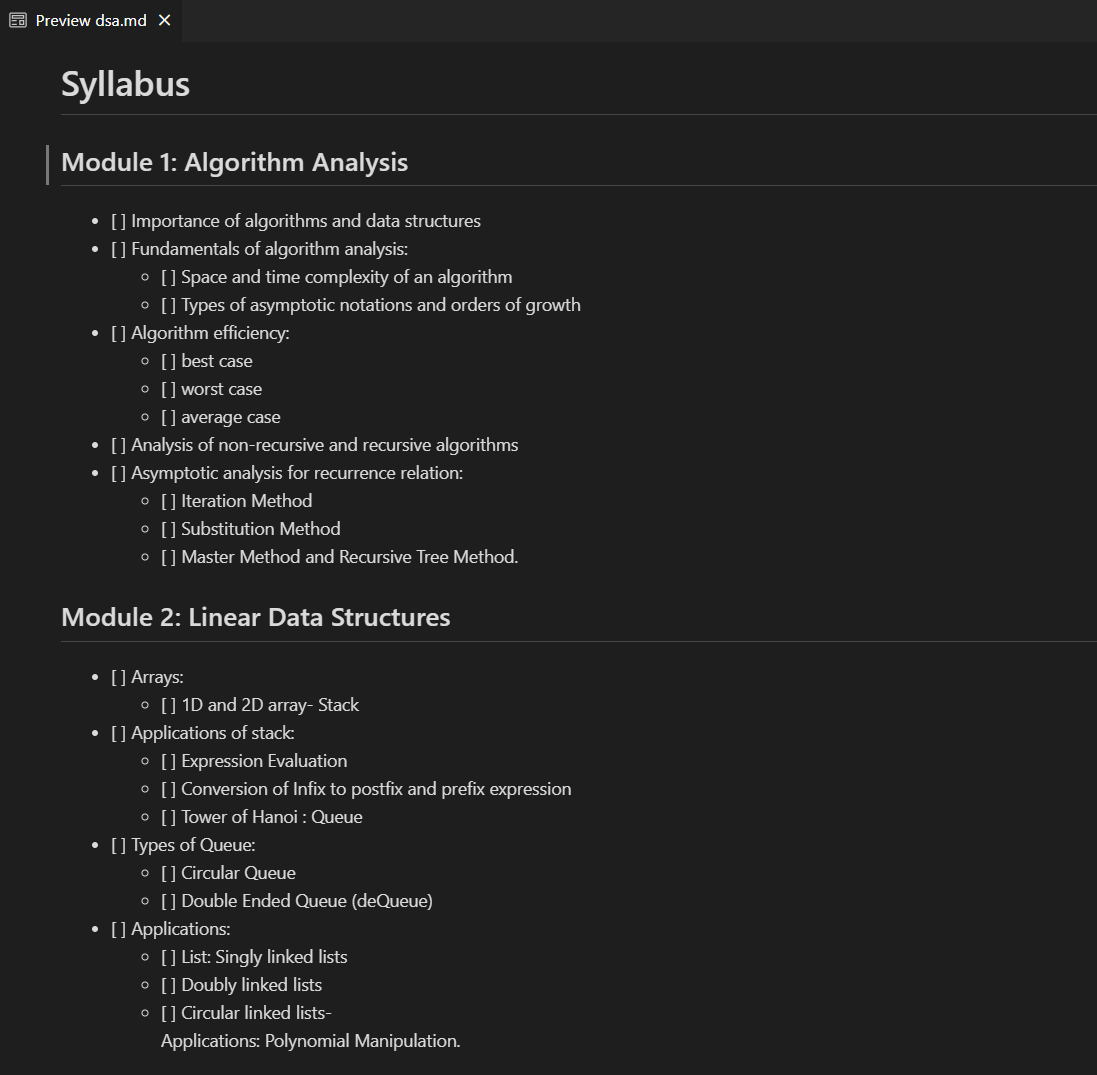 Preview dsa.md
Syllabus
Module 1: Algorithm Analysis
[ ] Importance of algorithms and data structures
[ ] Fundamentals of algorithm analysis:
[ ] Space and time complexity of an algorithm
[ ] Types of asymptotic notations and orders of growth
[ ] Algorithm efficiency:
[ ] best case
[ ] worst case
[ ] average case
[ ] Analysis of non-recursive and recursive algorithms
[ ] Asymptotic analysis for recurrence relation:
[ ] Iteration Method
[ ] Substitution Method
[ ] Master Method and Recursive Tree Method.
Module 2: Linear Data Structures
[ ] Arrays:
[ ] 1D and 2D array- Stack
[ ] Applications of stack:
[ ] Expression Evaluation
[ ] Conversion of Infix to postfix and prefix expression
[ ] Tower of Hanoi : Queue
[ ] Types of Queue:
[ ] Circular Queue
[ ] Double Ended Queue (deQueue)
[ ] Applications:
[ ] List: Singly linked lists
[ ] Doubly linked lists
[ ] Circular linked lists-
Applications: Polynomial Manipulation.